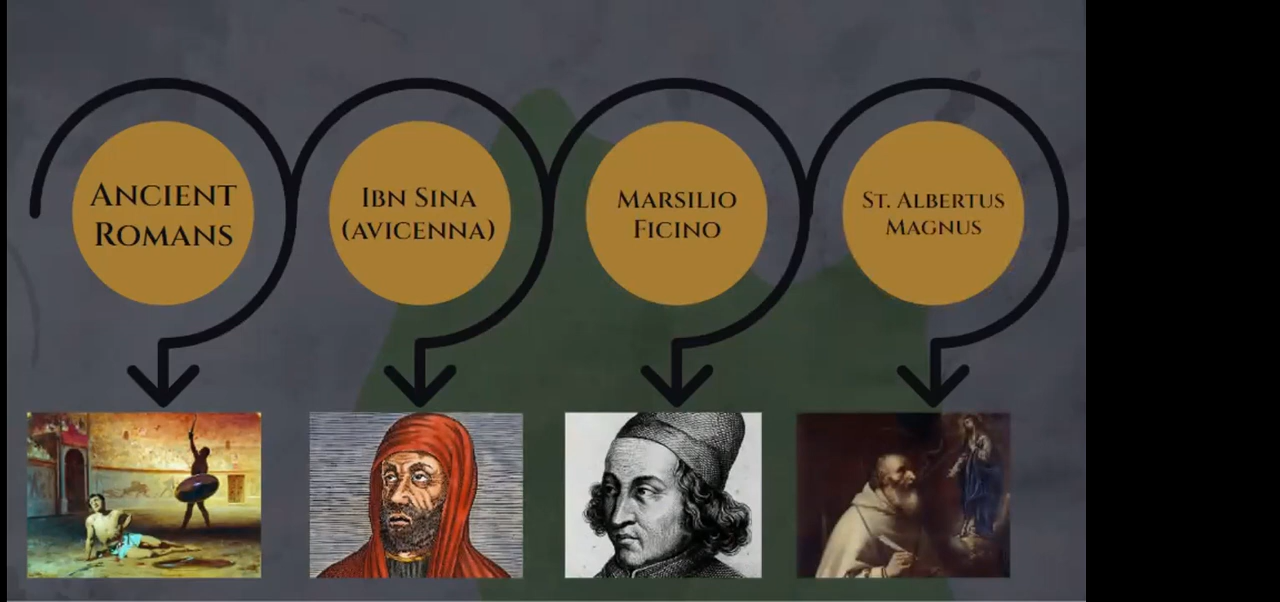 Ancient
Romans
Ibn Sina
(avicenna)
Marsilio
Ficino
St. Albertus
Magnus